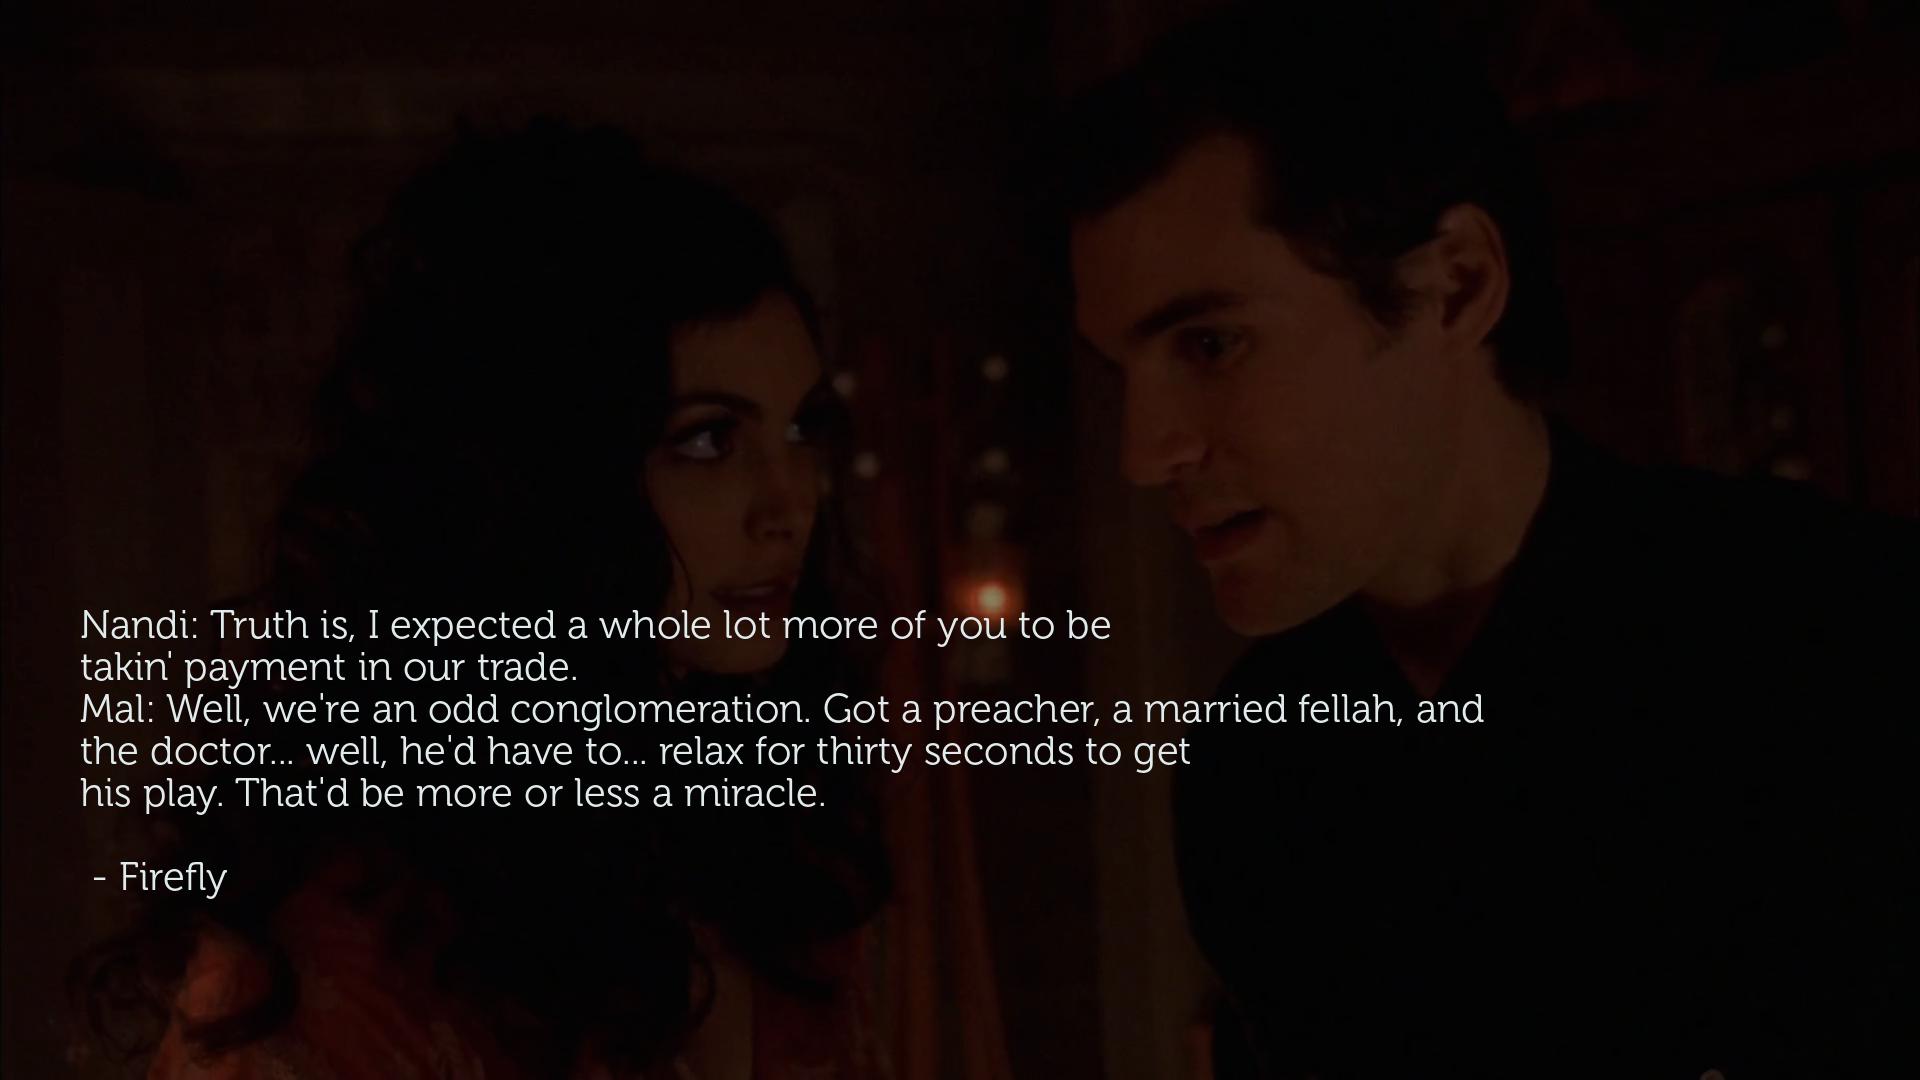 Nandi: Truth is, I expected a whole lot more of you to be
takin' payment in our trade.
Mal: Well, we're an odd conglomeration. Got a preacher, a married fellah, and
the doctor... well, he'd have to... relax for thirty seconds to get
his play. That'd be more or less a miracle.
- Firefly